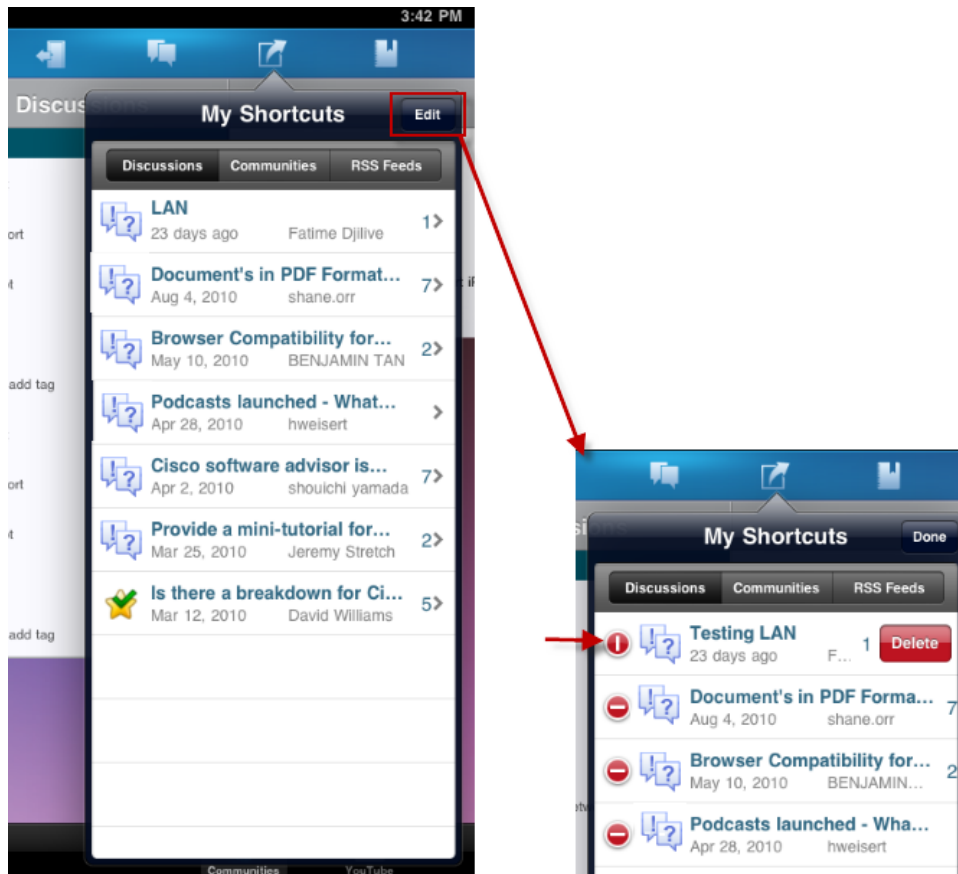 3:42 PM
Discus
My Shortcuts
Edit
Discussions Communities RSS Feeds
LAN
23 days ago Fatime Djilive 1
ort
Document's in PDF Format...
Aug 4, 2010 shane.orr 7
Browser Compatibility for...
May 10, 2010 BENJAMIN TAN 2
add tag
Podcasts launched - What...
Apr 28, 2010 hweisert
Cisco software advisor is...
Apr 2, 2010 shouichi yamada 7
ort
Provide a mini-tutorial for...
Mar 25, 2010 Jeremy Stretch 2
Is there a breakdown for Ci...
Mar 12, 2010 David Williams 5
add tag
Communities YouTube
My Shortcuts
Done
Discussions Communities RSS Feeds
Testing LAN
23 days ago F... 1 Delete
Document's in PDF Forma...
Aug 4, 2010 shane.orr 7
Browser Compatibility for...
May 10, 2010 BENJAMIN... 2
Podcasts launched - Wha...
Apr 28, 2010 hweisert